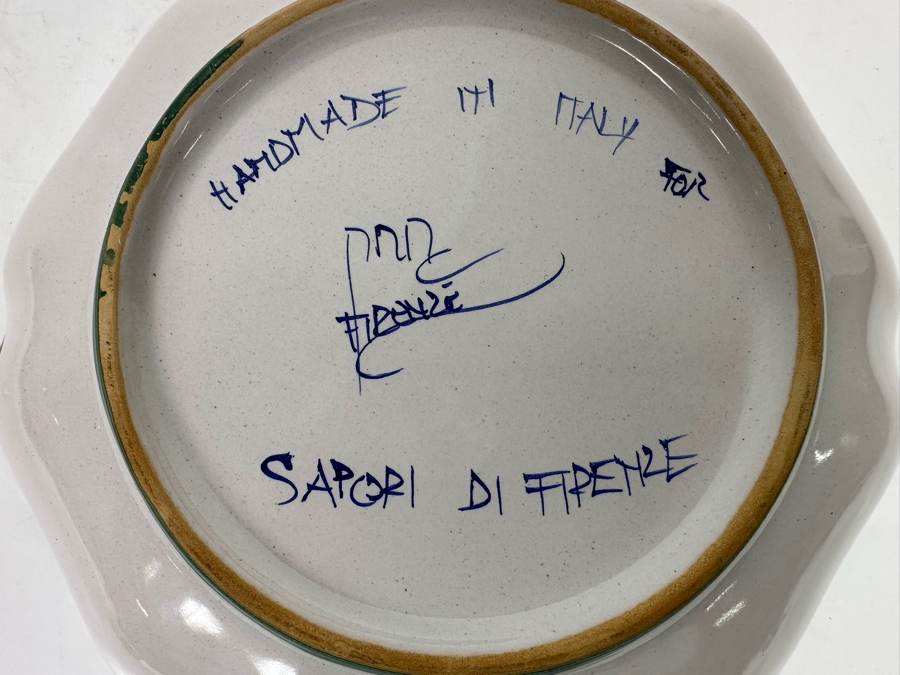 HANDMADE IN ITALY FOR
FIRENZE
SAPORI DI FIRENZE